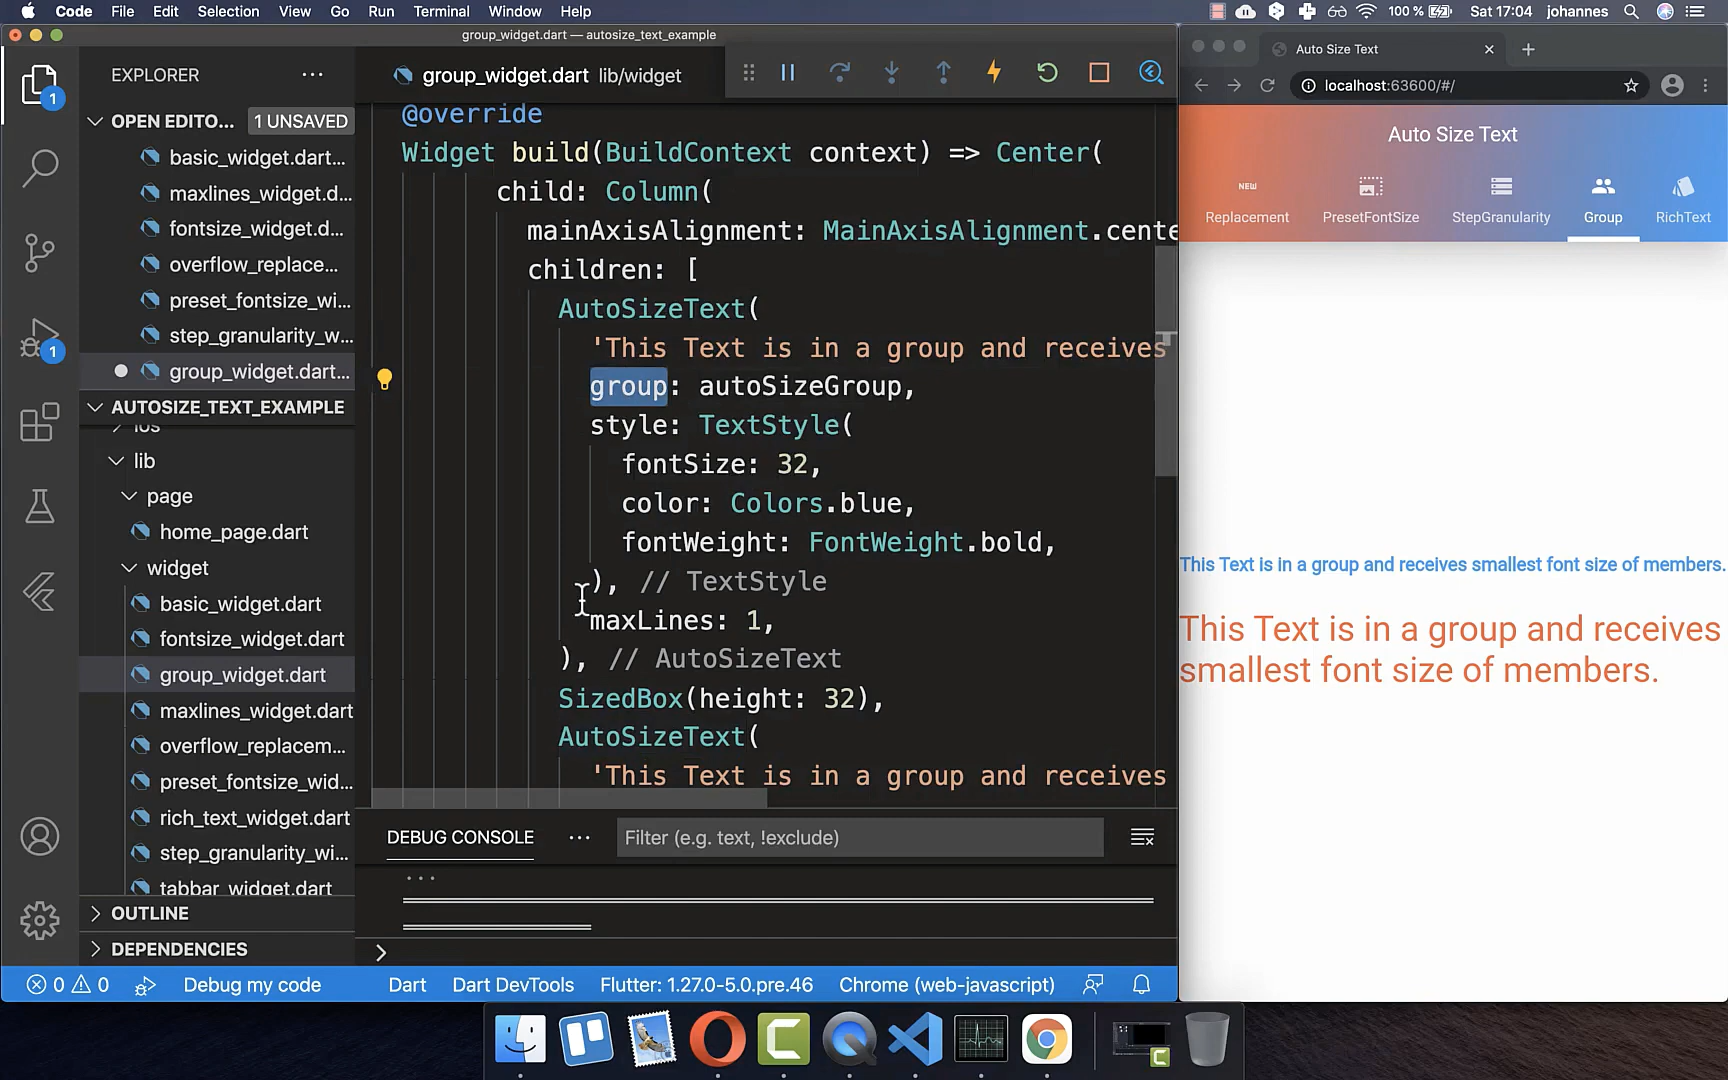 Code File Edit Selection View Go Run Terminal Window Help
100 % Sat 17:04 johannes
group_widget.dart — autosize_text_example
EXPLORER
OPEN EDITO... 1 UNSAVED
basic_widget.dart...
maxlines_widget.d...
fontsize_widget.d...
overflow_replace...
preset_fontsize_wi...
step_granularity_w...
group_widget.dart...
AUTOSIZE_TEXT_EXAMPLE
ios
lib
page
home_page.dart
widget
basic_widget.dart
fontsize_widget.dart
group_widget.dart
maxlines_widget.dart
overflow_replacem...
preset_fontsize_wid...
rich_text_widget.dart
step_granularity_wi...
tabbar_widget.dart
OUTLINE
DEPENDENCIES
1
1
group_widget.dart lib/widget
@override
Widget build(BuildContext context) => Center(
child: Column(
mainAxisAlignment: MainAxisAlignment.cente
children: [
AutoSizeText(
'This Text is in a group and receives
group: autoSizeGroup,
style: TextStyle(
fontSize: 32,
color: Colors.blue,
fontWeight: FontWeight.bold,
), // TextStyle
maxLines: 1,
), // AutoSizeText
SizedBox(height: 32),
AutoSizeText(
'This Text is in a group and receives
DEBUG CONSOLE ... Filter (e.g. text, !exclude)
...
0 0 Debug my code Dart Dart DevTools Flutter: 1.27.0-5.0.pre.46 Chrome (web-javascript)
Auto Size Text
localhost:63600/#/
Auto Size Text
NEW
Replacement PresetFontSize StepGranularity Group RichText
This Text is in a group and receives smallest font size of members.
This Text is in a group and receives
smallest font size of members.